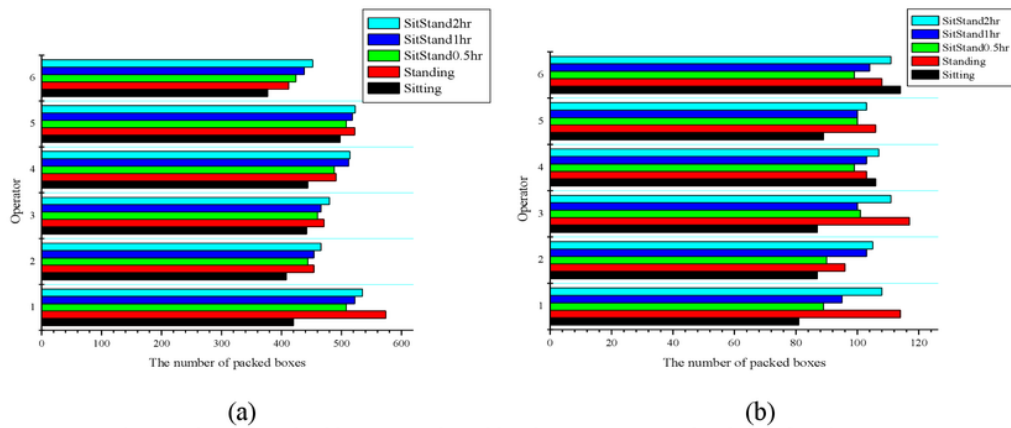 SitStand2hr
SitStand1hr
SitStand0.5hr
Standing
Sitting
6
5
4
3
2
1
Operator
0 100 200 300 400 500 600
The number of packed boxes
(a)
SitStand2hr
SitStand1hr
SitStand0.5hr
Standing
Sitting
6
5
4
3
2
1
Operator
0 20 40 60 80 100 120
The number of packed boxes
(b)